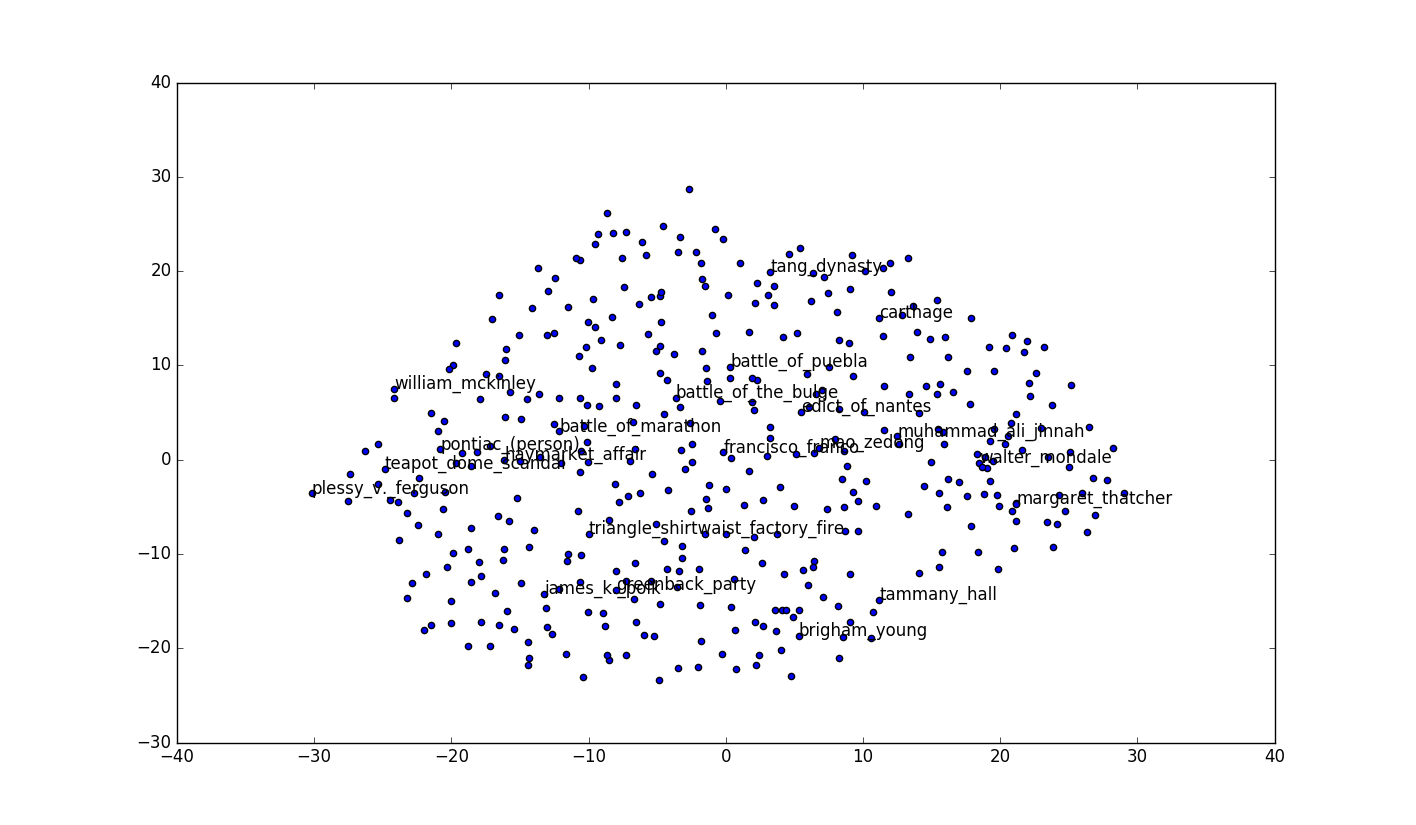 40
30
tang_dynasty
20
carthage
battle_of_puebla
10
william_mckinley
battle_of_the_bulge
edict_of_nantes
battle_of_marathon
muhammad_ali_jinnah
pontiac_(person)
haymarket_affair
francisco_franco
mao_zedong
walter_mondale
0
teapot_dome_scandal
plessy_v._ferguson
margaret_thatcher
triangle_shirtwaist_factory_fire
−10
james_k._polk
greenback_party
tammany_hall
brigham_young
−20
−30
−40 −30 −20 −10 0 10 20 30 40